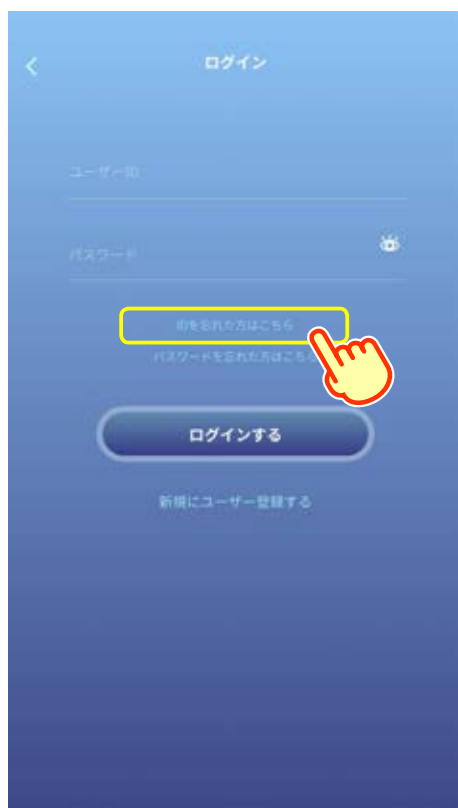 ログイン
ユーザーID
パスワード
IDを忘れた方はこちら
パスワードを忘れた方はこちら
ログインする
新規にユーザー登録する